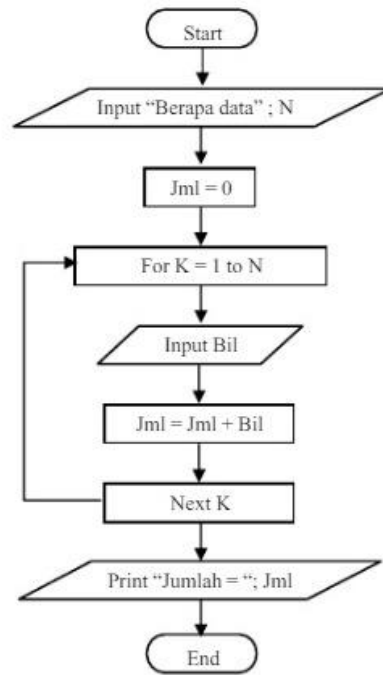 Start
Input “Berapa data” ; N
Jml = 0
For K = 1 to N
Input Bil
Jml = Jml + Bil
Next K
Print “Jumlah = “; Jml
End